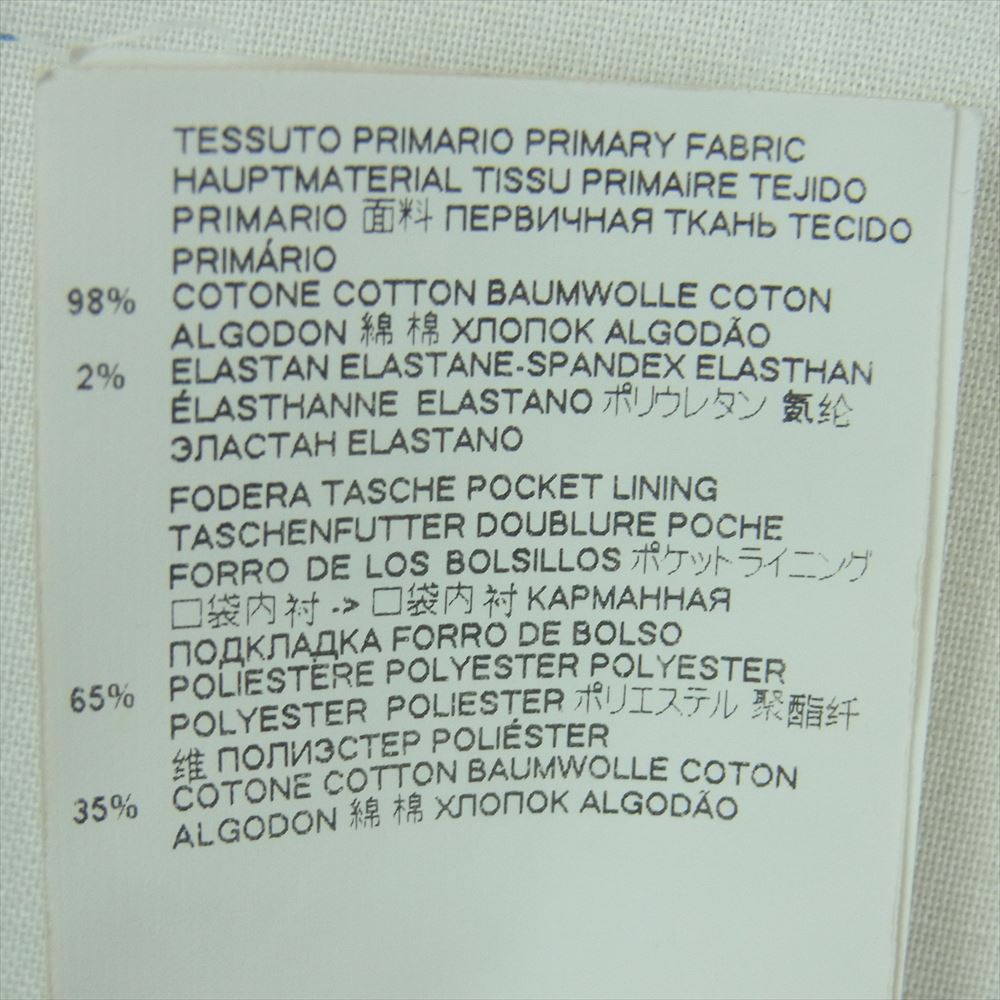 TESSUTO PRIMARIO PRIMARY FABRIC
HAUPTMATERIAL TISSU PRIMAIRE TEJIDO
PRIMARIO 面料 ПЕРВИЧНАЯ ТКАНЬ TECIDO
PRIMÁRIO
98% COTONE COTTON BAUMWOLLE COTON
ALGODON 綿 棉 ХЛОПОК ALGODÃO
2% ELASTAN ELASTANE-SPANDEX ELASTHAN
ÉLASTHANNE ELASTANO ポリウレタン 氨纶
ЭЛАСТАН ELASTANO
FODERA TASCHE POCKET LINING
TASCHENFUTTER DOUBLURE POCHE
FORRO DE LOS BOLSILLOS ポケットライニング
口袋内衬 -> 口袋内衬 КАРМАННАЯ
ПОДКЛАДКА FORRO DE BOLSO
65% POLIESTERE POLYESTER POLYESTER
POLYESTER POLIESTER ポリエステル 聚酯纤
维 ПОЛИЭСТЕР POLIÉSTER
35% COTONE COTTON BAUMWOLLE COTON
ALGODON 綿 棉 ХЛОПОК ALGODÃO